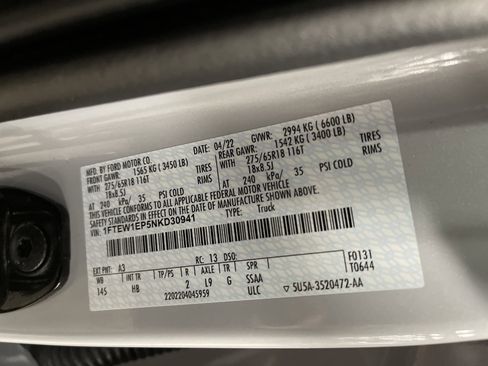 MFD. BY FORD MOTOR CO.
DATE: 04/22 GVWR: 2994 KG ( 6600 LB)
FRONT GAWR: 1565 KG ( 3450 LB) REAR GAWR: 1542 KG ( 3400 LB)
WITH 275/65R18 116T TIRES WITH 275/65R18 116T TIRES
18x8.5J RIMS 18x8.5J RIMS
AT 240 kPa/ 35 PSI COLD AT 240 kPa/ 35 PSI COLD
THIS VEHICLE CONFORMS TO ALL APPLICABLE FEDERAL MOTOR VEHICLE
SAFETY STANDARDS IN EFFECT ON THE DATE OF MANUFACTURE SHOWN ABOVE.
VIN: 1FTEW1EP5NKD30941
TYPE: Truck
F0131
T0644
EXT PNT: A3 RC: 13 DSO:
WB INT TR TP/PS R AXLE TR SPR
145 HB 2 L9 G SSAA
2202204045959 ULC 5U5A-3520472-AA